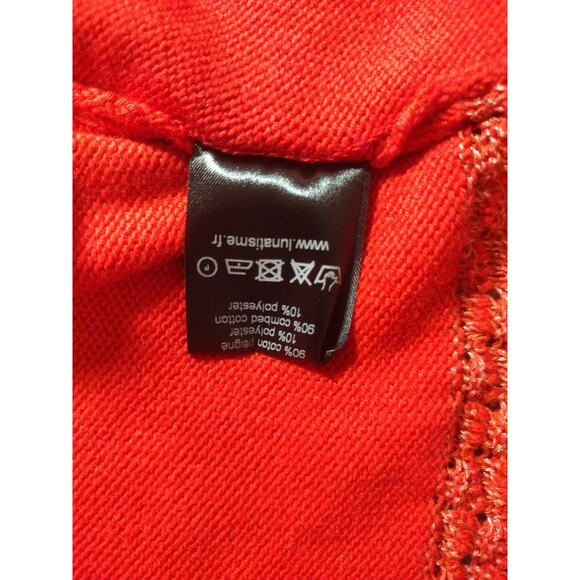 90% coton peigné
10% polyester
90% combed cotton
10% polyester
P
www.lunatisme.fr